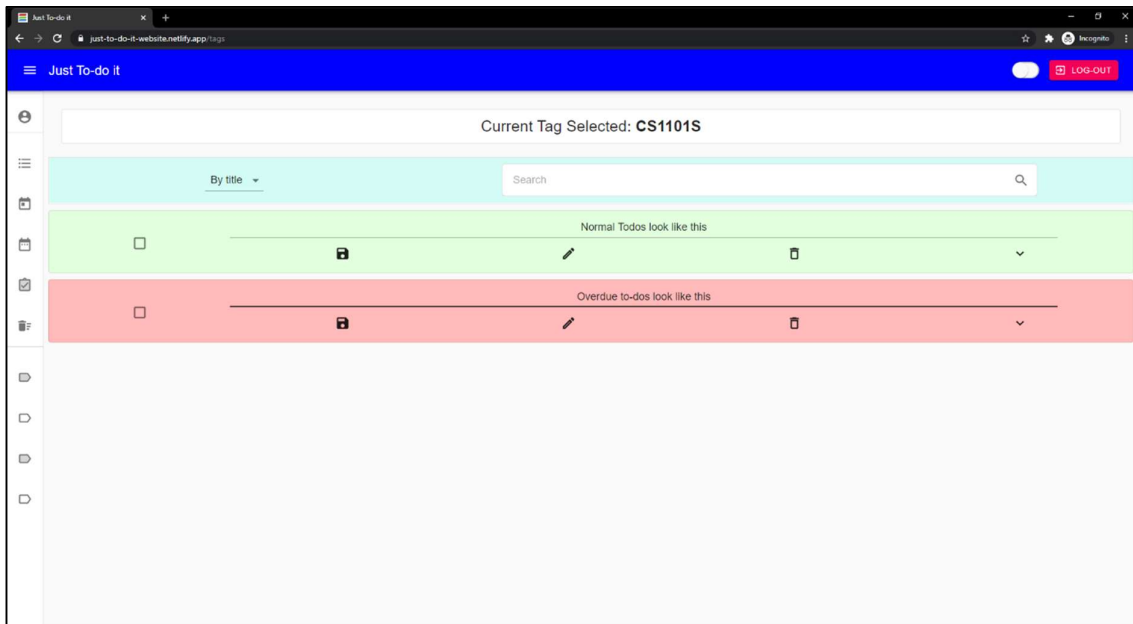 Just To-do it
just-to-do-it-website.netlify.app/tags
Incognito
Just To-do it
LOG-OUT
Current Tag Selected: CS1101S
By title
Search
Normal Todos look like this
Overdue to-dos look like this